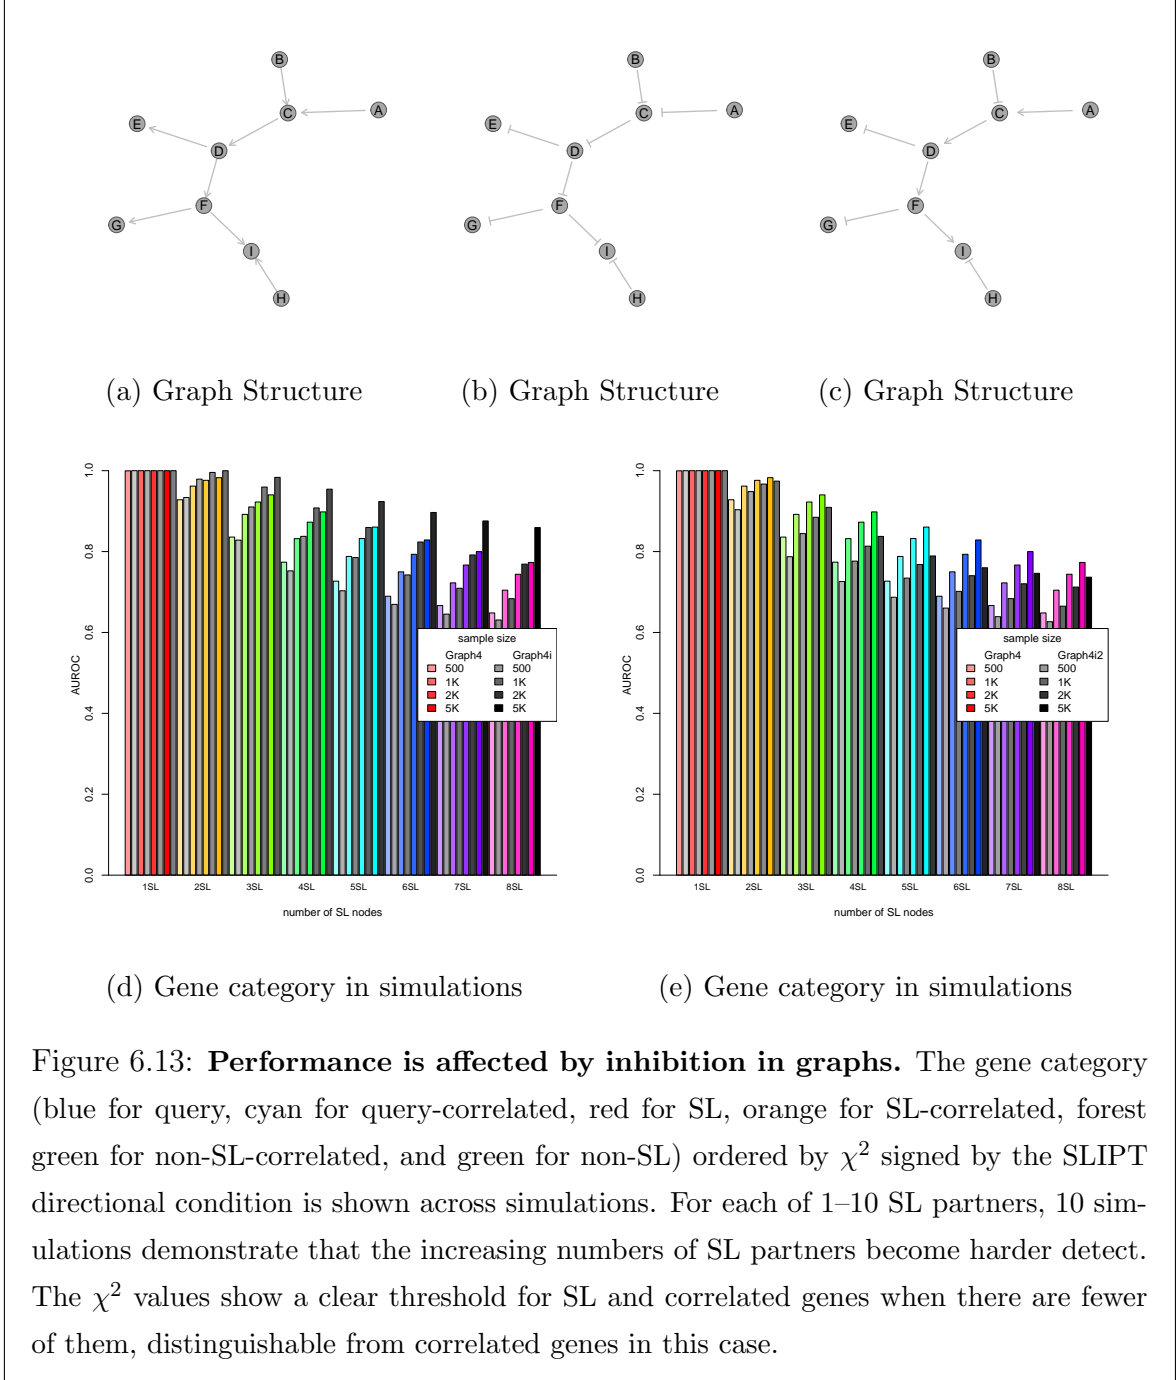 B
B
B
C
A
C
A
C
A
E
E
E
D
D
D
F
F
F
G
G
G
I
I
I
H
H
H
(a) Graph Structure
(b) Graph Structure
(c) Graph Structure
1.0
0.8
0.6
0.4
0.2
0.0
AUROC
sample size
Graph4 Graph4i
500 500
1K 1K
2K 2K
5K 5K
1SL 2SL 3SL 4SL 5SL 6SL 7SL 8SL
number of SL nodes
1.0
0.8
0.6
0.4
0.2
0.0
AUROC
sample size
Graph4 Graph4i2
500 500
1K 1K
2K 2K
5K 5K
1SL 2SL 3SL 4SL 5SL 6SL 7SL 8SL
number of SL nodes
(d) Gene category in simulations
(e) Gene category in simulations
Figure 6.13: Performance is affected by inhibition in graphs. The gene category
(blue for query, cyan for query-correlated, red for SL, orange for SL-correlated, forest
green for non-SL-correlated, and green for non-SL) ordered by χ² signed by the SLIPT
directional condition is shown across simulations. For each of 1–10 SL partners, 10 sim-
ulations demonstrate that the increasing numbers of SL partners become harder detect.
The χ² values show a clear threshold for SL and correlated genes when there are fewer
of them, distinguishable from correlated genes in this case.